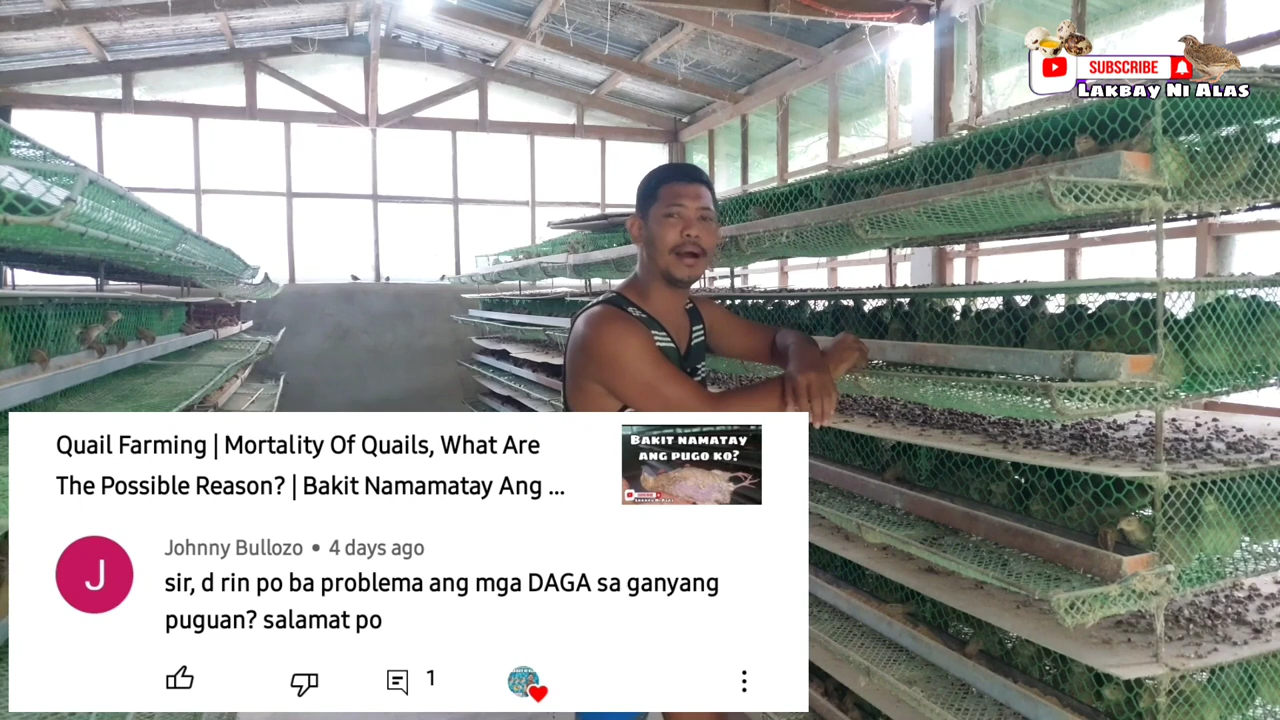 SUBSCRIBE
Lakbay Ni Alas
Quail Farming | Mortality Of Quails, What Are
The Possible Reason? | Bakit Namamatay Ang ...
Bakit namatay
ang pugo ko?
Johnny Bullozo • 4 days ago
sir, d rin po ba problema ang mga DAGA sa ganyang
puguan? salamat po
J
1